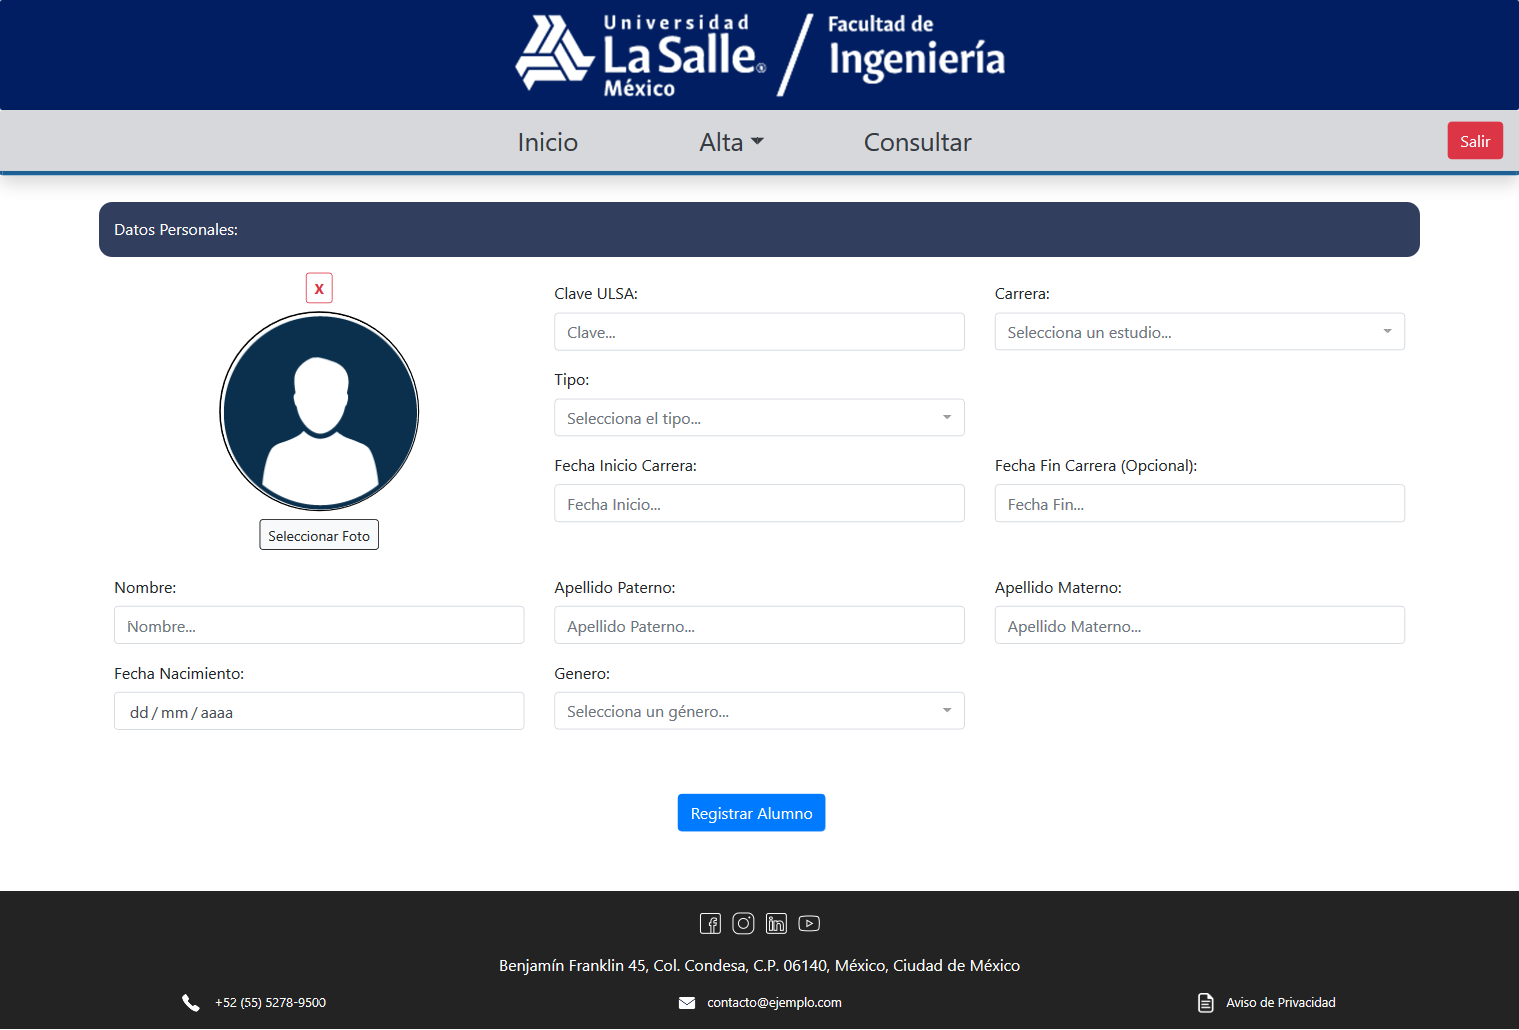 Universidad
La Salle®
México
Facultad de
Ingeniería
Inicio
Alta
Consultar
Salir
Datos Personales:
x
Seleccionar Foto
Clave ULSA:
Clave...
Carrera:
Selecciona un estudio...
Tipo:
Selecciona el tipo...
Fecha Inicio Carrera:
Fecha Inicio...
Fecha Fin Carrera (Opcional):
Fecha Fin...
Nombre:
Nombre...
Apellido Paterno:
Apellido Paterno...
Apellido Materno:
Apellido Materno...
Fecha Nacimiento:
dd/mm/aaaa
Genero:
Selecciona un género...
Registrar Alumno
Benjamín Franklin 45, Col. Condesa, C.P. 06140, México, Ciudad de México
+52 (55) 5278-9500
contacto@ejemplo.com
Aviso de Privacidad